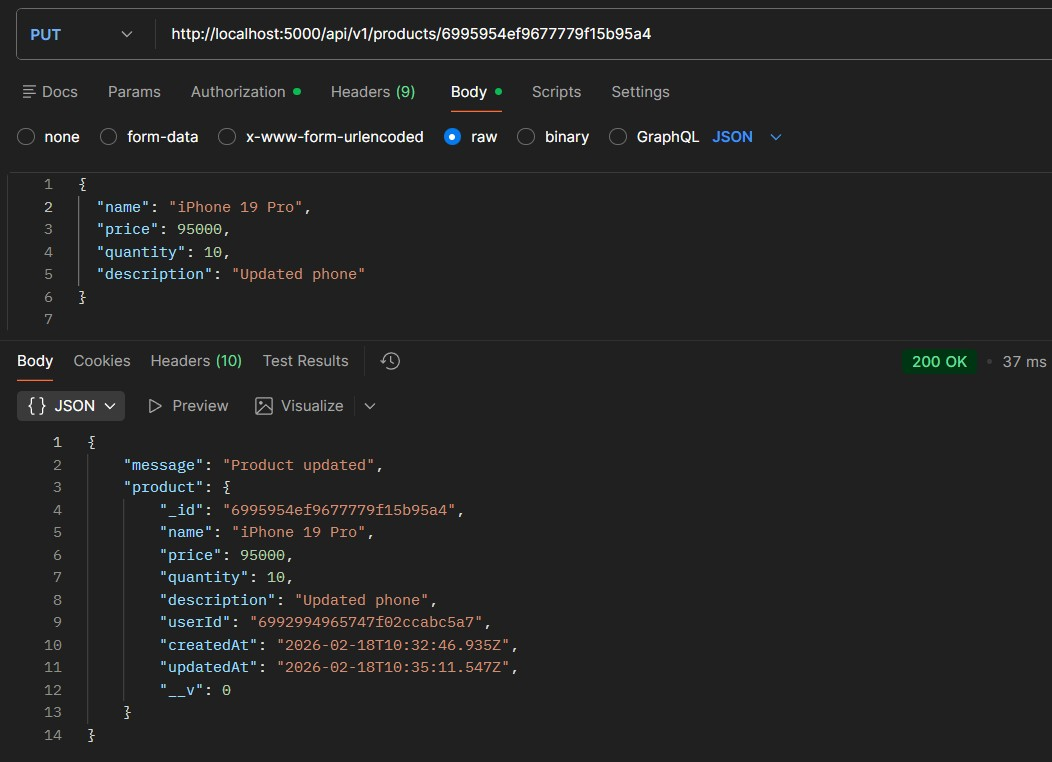 PUT http://localhost:5000/api/v1/products/6995954ef9677779f15b95a4
Docs Params Authorization Headers (9) Body Scripts Settings
none form-data x-www-form-urlencoded raw binary GraphQL JSON
1 {
2 "name": "iPhone 19 Pro",
3 "price": 95000,
4 "quantity": 10,
5 "description": "Updated phone"
6 }
7
Body Cookies Headers (10) Test Results 200 OK • 37 ms
{} JSON Preview Visualize
1 {
2 "message": "Product updated",
3 "product": {
4 "_id": "6995954ef9677779f15b95a4",
5 "name": "iPhone 19 Pro",
6 "price": 95000,
7 "quantity": 10,
8 "description": "Updated phone",
9 "userId": "6992994965747f02ccabc5a7",
10 "createdAt": "2026-02-18T10:32:46.935Z",
11 "updatedAt": "2026-02-18T10:35:11.547Z",
12 "__v": 0
13 }
14 }